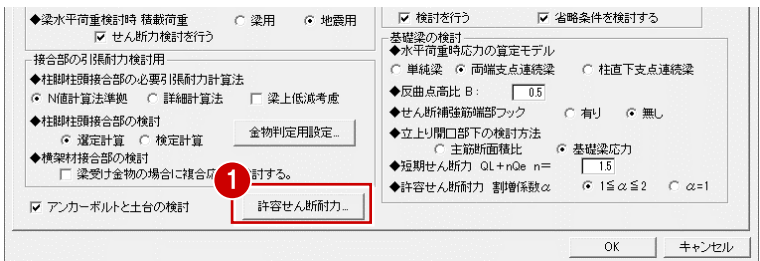 ◆梁水平荷重検討時 積載荷重 梁用 地震用
せん断力検討を行う
接合部の引張耐力検討用
◆柱脚柱頭接合部の必要引張耐力計算法
N値計算法準拠 詳細計算法 梁上低減考慮
◆柱脚柱頭接合部の検討
選定計算 検定計算 金物判定用設定...
◆横架材接合部の検討
梁受け金物の場合に複合応 討する。
1
アンカーボルトと土台の検討 許容せん断耐力...
検討を行う 省略条件を検討する
基礎梁の検討
◆水平荷重時応力の算定モデル
単純梁 両端支点連続梁 柱直下支点連続梁
◆反曲点高比 B : 0.5
◆せん断補強筋端部フック 有り 無し
◆立上り開口部下の検討方法
主筋断面積比 基礎梁応力
◆短期せん断力 QL+nQe n= 1.5
◆許容せん断耐力 割増係数α 1≦α≦2 α=1
OK キャンセル